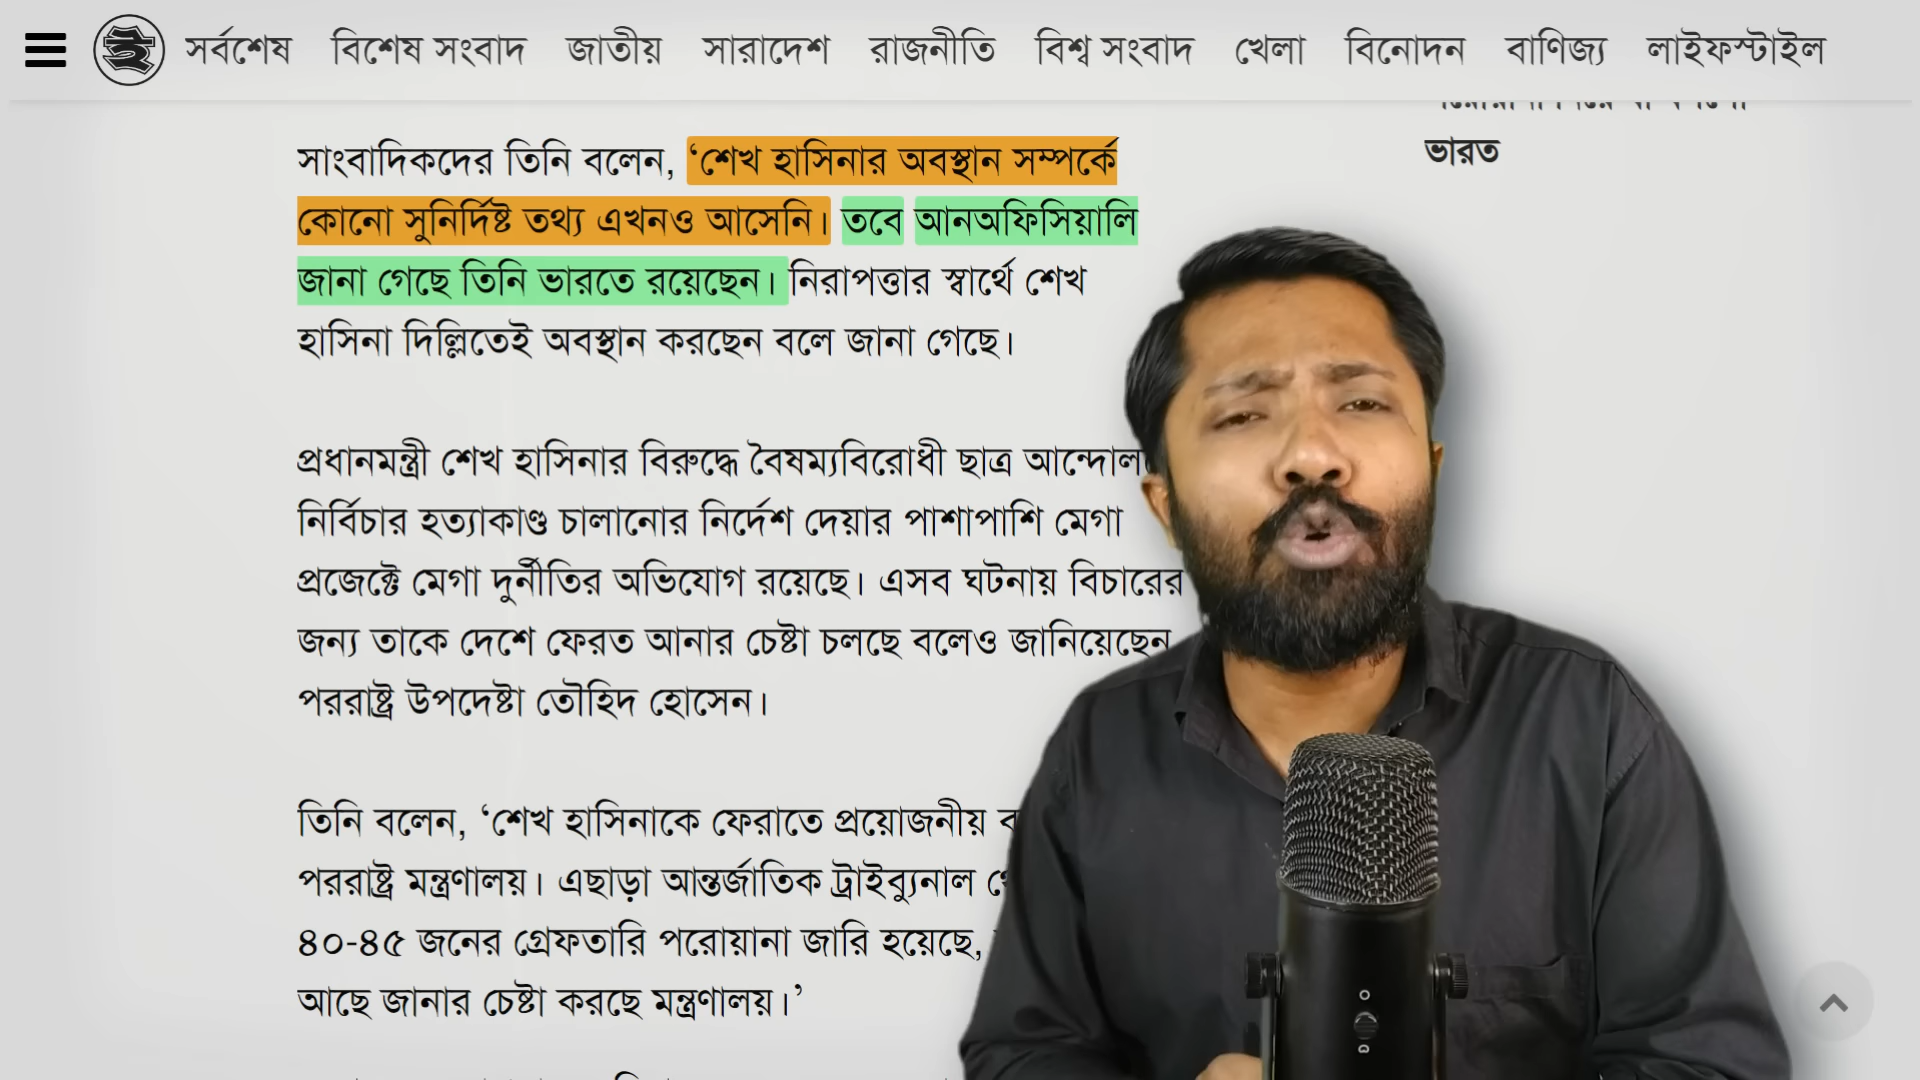 সর্বশেষ বিশেষ সংবাদ জাতীয় সারাদেশ রাজনীতি বিশ্ব সংবাদ খেলা বিনোদন বাণিজ্য লাইফস্টাইল
ভারত
সাংবাদিকদের তিনি বলেন, ‘শেখ হাসিনার অবস্থান সম্পর্কে
কোনো সুনির্দিষ্ট তথ্য এখনও আসেনি। তবে আনঅফিসিয়ালি
জানা গেছে তিনি ভারতে রয়েছেন। নিরাপত্তার স্বার্থে শেখ
হাসিনা দিল্লিতেই অবস্থান করছেন বলে জানা গেছে।
প্রধানমন্ত্রী শেখ হাসিনার বিরুদ্ধে বৈষম্যবিরোধী ছাত্র
নির্বিচার হত্যাকাণ্ড চালানোর নির্দেশ দেয়ার পাশাপাশি মেগা
প্রজেক্টে মেগা দুর্নীতির অভিযোগ রয়েছে। এসব ঘটনায় বিচারের
জন্য তাকে দেশে ফেরত আনার চেষ্টা চলছে বলেও জানিয়েছেন
পররাষ্ট্র উপদেষ্টা তৌহিদ হোসেন।
তিনি বলেন, ‘শেখ হাসিনাকে ফেরাতে প্রয়োজনীয়
পররাষ্ট্র মন্ত্রণালয়। এছাড়া আন্তর্জাতিক ট্রাইব্যুনাল
৪০-৪৫ জনের গ্রেফতারি পরোয়ানা জারি হয়েছে,
আছে জানার চেষ্টা করছে মন্ত্রণালয়।’